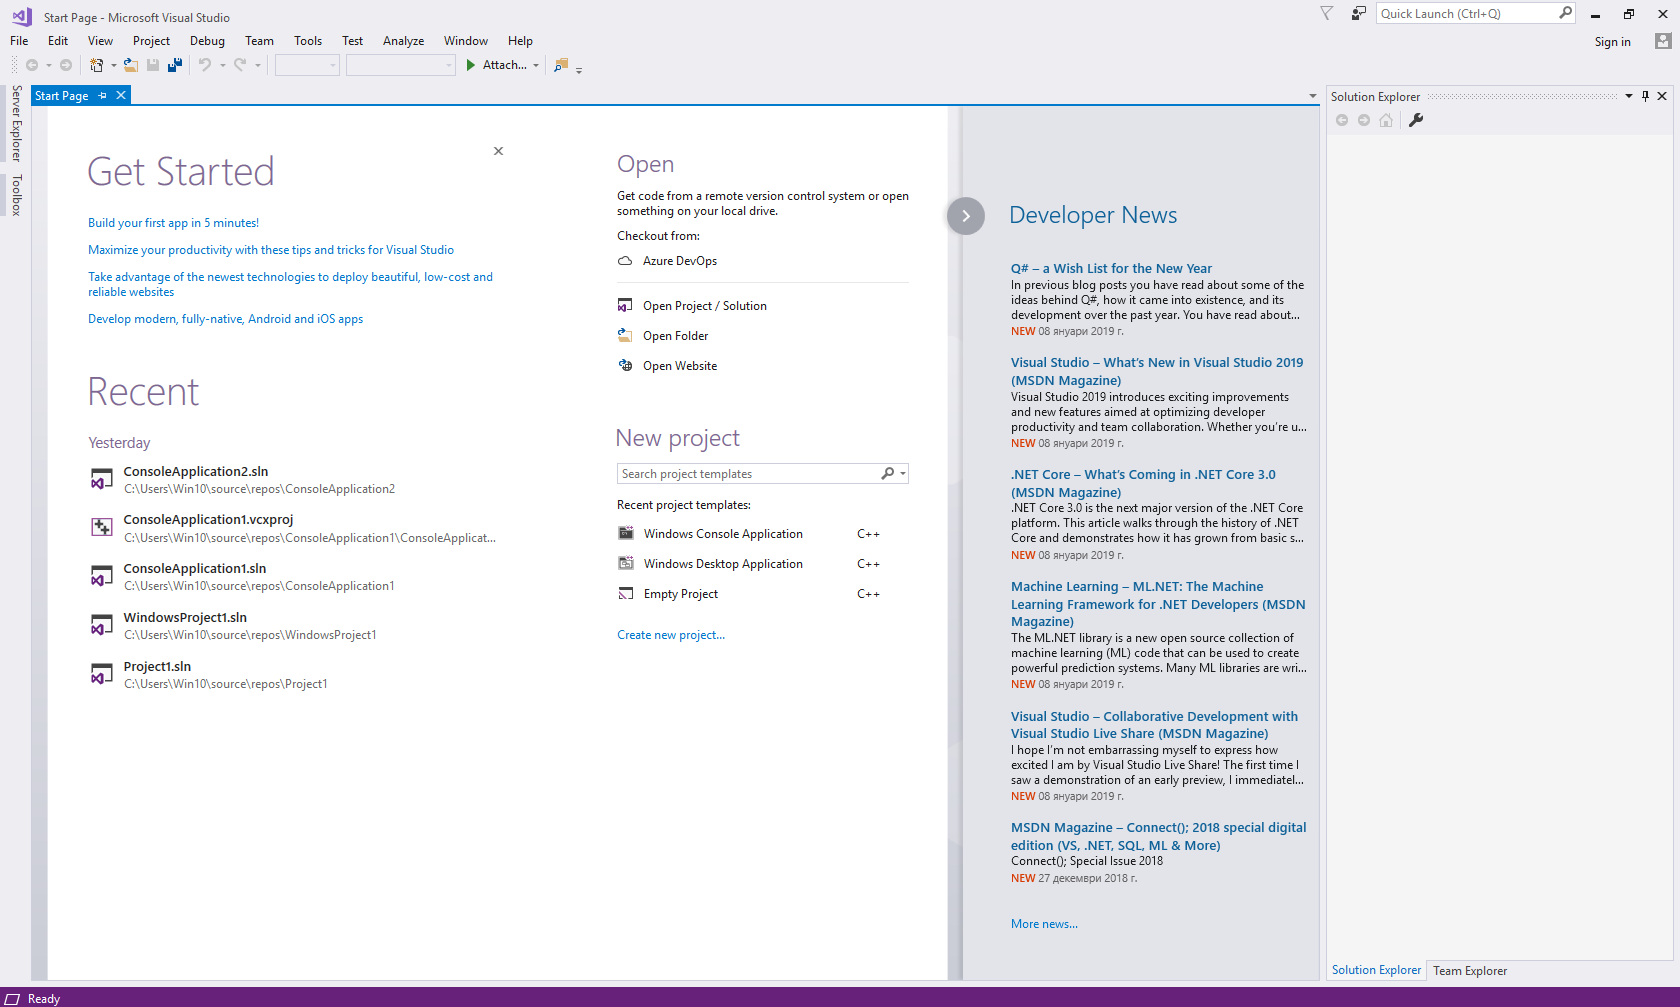 Start Page - Microsoft Visual Studio
Quick Launch (Ctrl+Q)
File Edit View Project Debug Team Tools Test Analyze Window Help
Sign in
Attach...
Server Explorer
Toolbox
Start Page
Get Started
Build your first app in 5 minutes!
Maximize your productivity with these tips and tricks for Visual Studio
Take advantage of the newest technologies to deploy beautiful, low-cost and
reliable websites
Develop modern, fully-native, Android and iOS apps
Recent
Yesterday
ConsoleApplication2.sln
C:\Users\Win10\source\repos\ConsoleApplication2
ConsoleApplication1.vcxproj
C:\Users\Win10\source\repos\ConsoleApplication1\ConsoleApplicat...
ConsoleApplication1.sln
C:\Users\Win10\source\repos\ConsoleApplication1
WindowsProject1.sln
C:\Users\Win10\source\repos\WindowsProject1
Project1.sln
C:\Users\Win10\source\repos\Project1
Open
Get code from a remote version control system or open
something on your local drive.
Checkout from:
Azure DevOps
Open Project / Solution
Open Folder
Open Website
New project
Search project templates
Recent project templates:
Windows Console Application C++
Windows Desktop Application C++
Empty Project C++
Create new project...
Developer News
Q# – a Wish List for the New Year
In previous blog posts you have read about some of the
ideas behind Q#, how it came into existence, and its
development over the past year. You have read about...
NEW 08 януари 2019 г.
Visual Studio – What's New in Visual Studio 2019
(MSDN Magazine)
Visual Studio 2019 introduces exciting improvements
and new features aimed at optimizing developer
productivity and team collaboration. Whether you're u...
NEW 08 януари 2019 г.
.NET Core – What's Coming in .NET Core 3.0
(MSDN Magazine)
.NET Core 3.0 is the next major version of the .NET Core
platform. This article walks through the history of .NET
Core and demonstrates how it has grown from basic s...
NEW 08 януари 2019 г.
Machine Learning – ML.NET: The Machine
Learning Framework for .NET Developers (MSDN
Magazine)
The ML.NET library is a new open source collection of
machine learning (ML) code that can be used to create
powerful prediction systems. Many ML libraries are wri...
NEW 08 януари 2019 г.
Visual Studio – Collaborative Development with
Visual Studio Live Share (MSDN Magazine)
I hope I'm not embarrassing myself to express how
excited I am by Visual Studio Live Share! The first time I
saw a demonstration of an early preview, I immediatel...
NEW 08 януари 2019 г.
MSDN Magazine – Connect(); 2018 special digital
edition (VS, .NET, SQL, ML & More)
Connect(); Special Issue 2018
NEW 27 декември 2018 г.
More news...
Solution Explorer
Solution Explorer Team Explorer
Ready